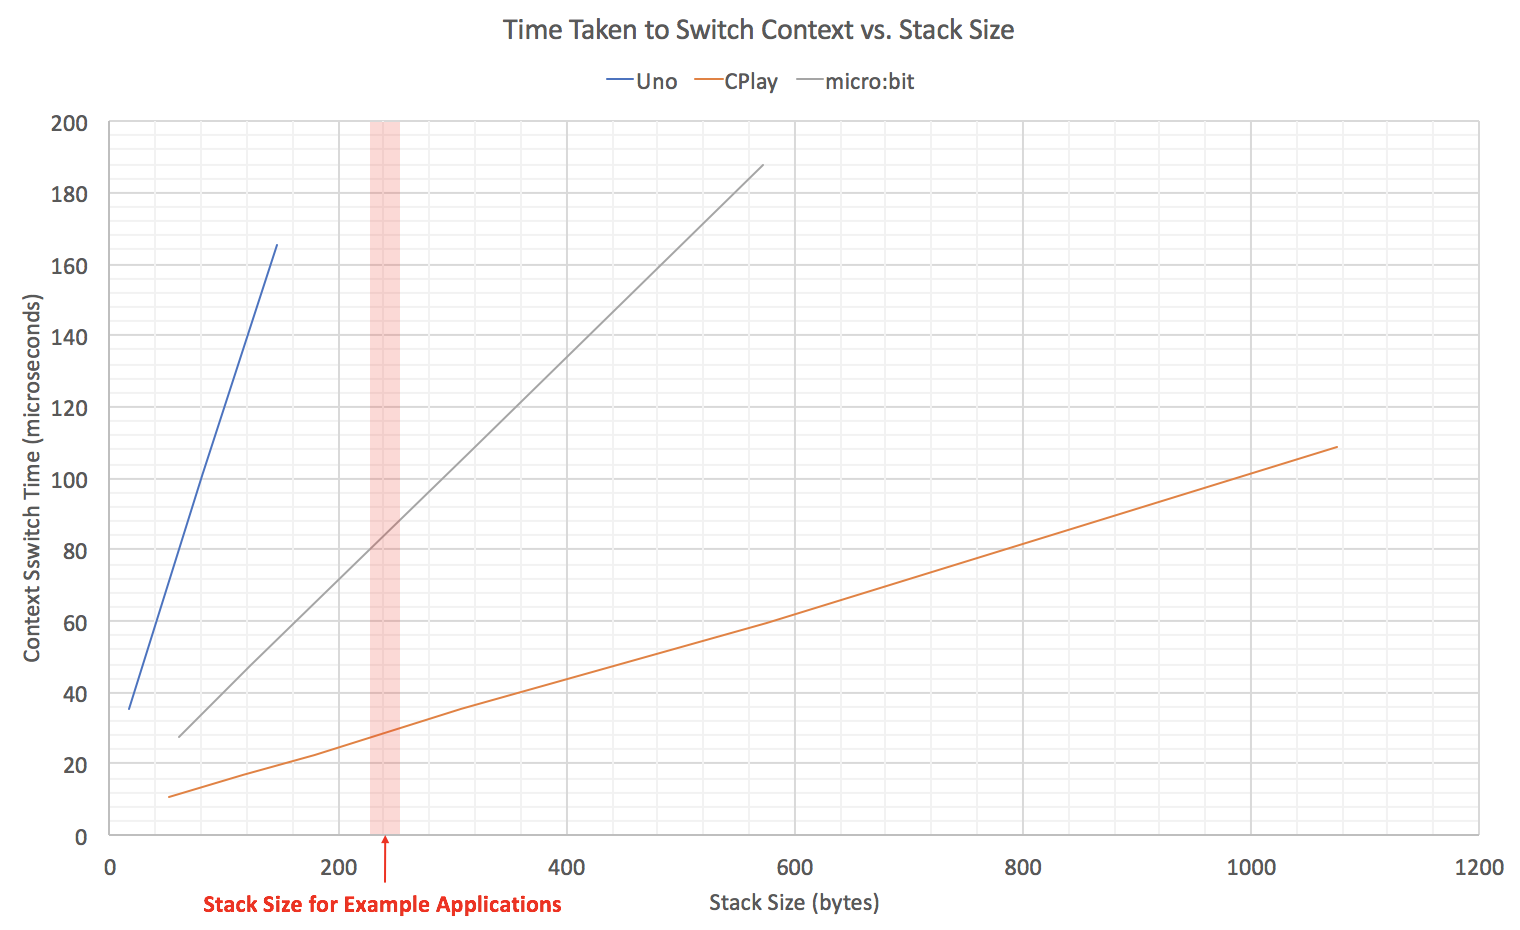 Time Taken to Switch Context vs. Stack Size
Uno CPlay micro:bit
Context Sswitch Time (microseconds)
200
180
160
140
120
100
80
60
40
20
0
0 200 400 600 800 1000 1200
Stack Size for Example Applications
Stack Size (bytes)